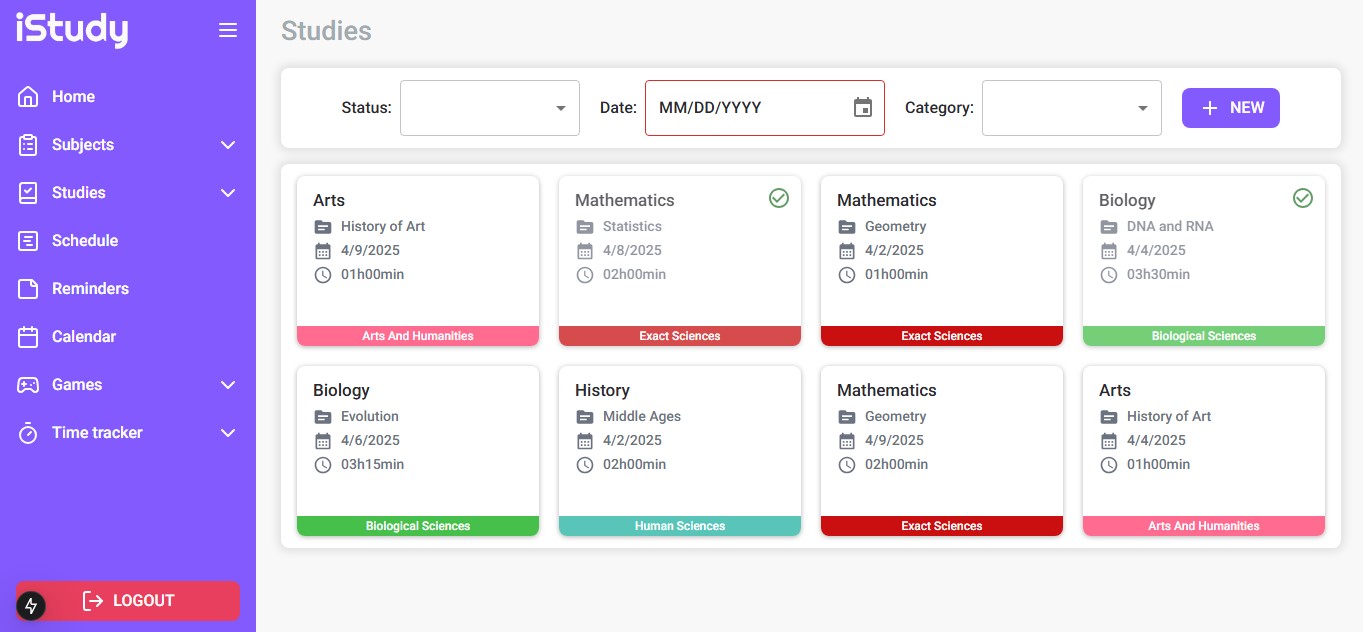 iStudy
Home
Subjects
Studies
Schedule
Reminders
Calendar
Games
Time tracker
LOGOUT
Studies
Status:
Date: MM/DD/YYYY
Category:
NEW
Arts
History of Art
4/9/2025
01h00min
Arts And Humanities
Mathematics
Statistics
4/8/2025
02h00min
Exact Sciences
Mathematics
Geometry
4/2/2025
01h00min
Exact Sciences
Biology
DNA and RNA
4/4/2025
03h30min
Biological Sciences
Biology
Evolution
4/6/2025
03h15min
Biological Sciences
History
Middle Ages
4/2/2025
02h00min
Human Sciences
Mathematics
Geometry
4/9/2025
02h00min
Exact Sciences
Arts
History of Art
4/4/2025
01h00min
Arts And Humanities